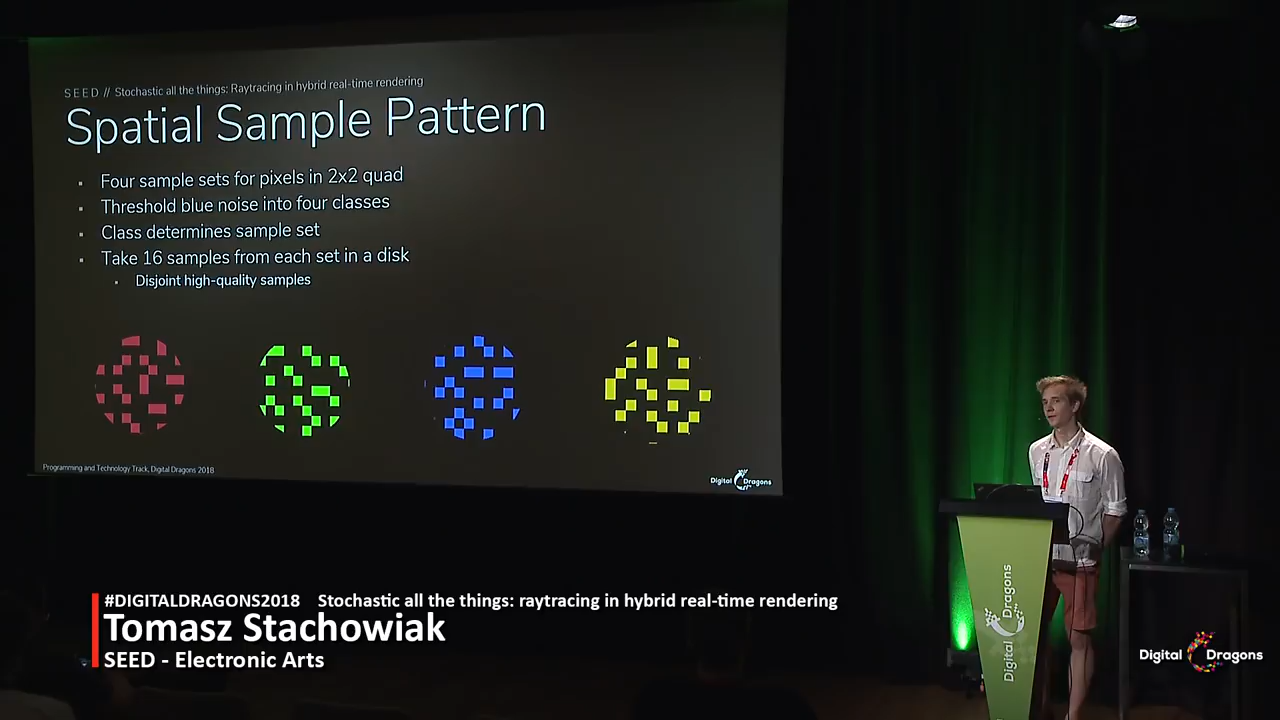 SEED // Stochastic all the things: Raytracing in hybrid real-time rendering
Spatial Sample Pattern
Four sample sets for pixels in 2x2 quad
Threshold blue noise into four classes
Class determines sample set
Take 16 samples from each set in a disk
Disjoint high-quality samples
Programming and Technology Track, Digital Dragons 2018
Digital Dragons
Digital Dragons
#DIGITALDRAGONS2018 Stochastic all the things: raytracing in hybrid real-time rendering
Tomasz Stachowiak
SEED - Electronic Arts
Digital Dragons